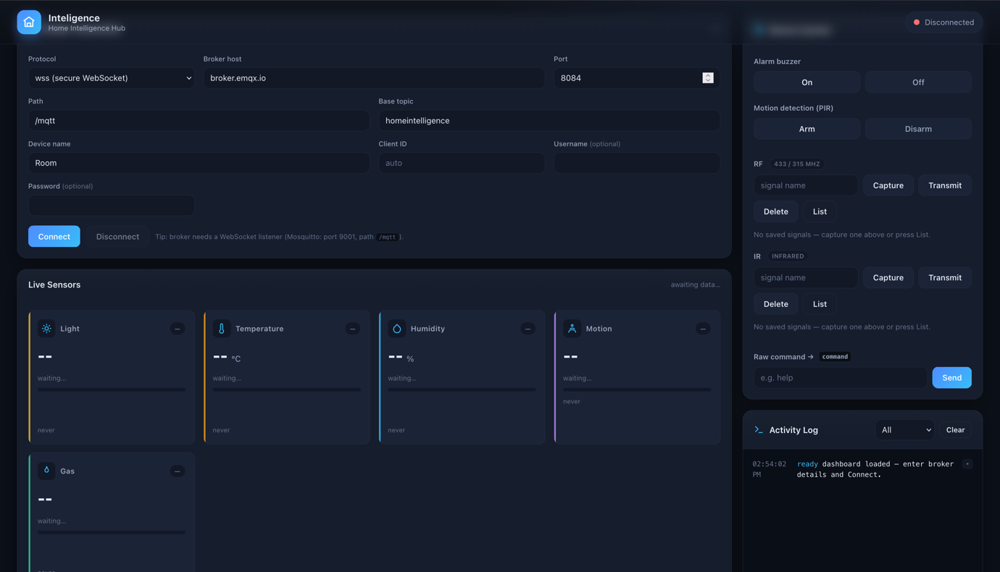 Inteligence
Home Intelligence Hub
Disconnected
Protocol
Broker host
Port
wss (secure WebSocket)
broker.emqx.io
8084
Path
Base topic
/mqtt
homeintelligence
Device name
Client ID
Username (optional)
Room
auto
Password (optional)
Connect
Disconnect
Tip: broker needs a WebSocket listener (Mosquitto: port 9001, path /mqtt ).
Live Sensors
awaiting data...
Light
—
--
waiting...
never
Temperature
—
-- °C
waiting...
never
Humidity
—
-- %
waiting...
never
Motion
—
--
waiting...
never
Gas
—
--
waiting...
Alarm buzzer
On
Off
Motion detection (PIR)
Arm
Disarm
RF 433 / 315 MHZ
signal name
Capture
Transmit
Delete
List
No saved signals — capture one above or press List.
IR INFRARED
signal name
Capture
Transmit
Delete
List
No saved signals — capture one above or press List.
Raw command → command
e.g. help
Send
Activity Log
All
Clear
02:54:02 PM
ready dashboard loaded — enter broker
details and Connect.